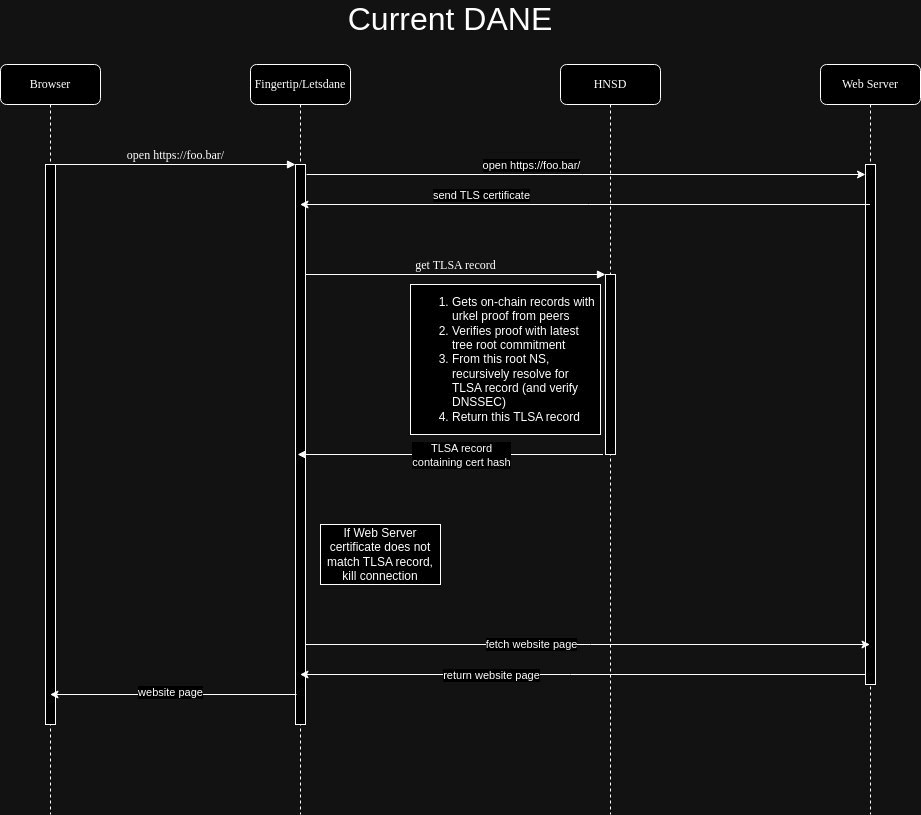 Current DANE
Browser
Fingertip/Letsdane
HNSD
Web Server
open https://foo.bar/
open https://foo.bar/
send TLS certificate
get TLSA record
1. Gets on-chain records with
urkel proof from peers
2. Verifies proof with latest
tree root commitment
3. From this root NS,
recursively resolve for
TLSA record (and verify
DNSSEC)
4. Return this TLSA record
TLSA record
containing cert hash
If Web Server
certificate does not
match TLSA record,
kill connection
fetch website page
return website page
website page